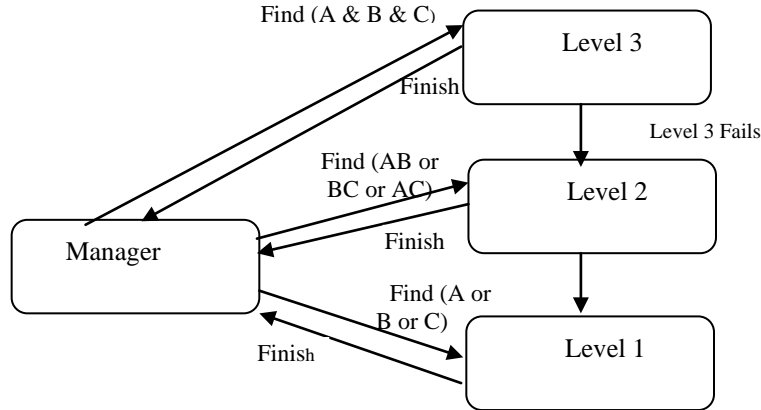 Find (A & B & C)
Level 3
Finish
Level 3 Fails
Find (AB or
BC or AC)
Level 2
Finish
Manager
Find (A or
B or C)
Level 1
Finish